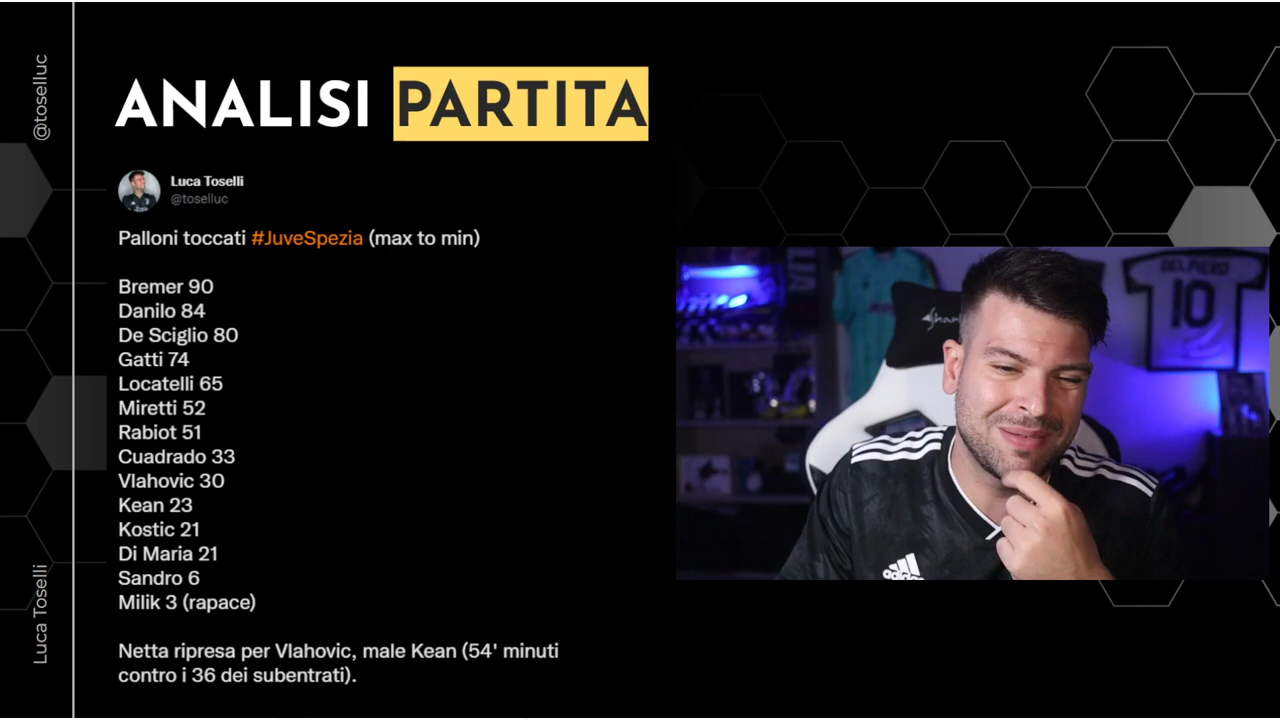 @toselluc
Luca Toselli
ANALISI PARTITA
Luca Toselli
@toselluc
Palloni toccati #JuveSpezia (max to min)
Bremer 90
Danilo 84
De Sciglio 80
Gatti 74
Locatelli 65
Miretti 52
Rabiot 51
Cuadrado 33
Vlahovic 30
Kean 23
Kostic 21
Di Maria 21
Sandro 6
Milik 3 (rapace)
Netta ripresa per Vlahovic, male Kean (54' minuti
contro i 36 dei subentrati).
DEL PIERO
10
adidas